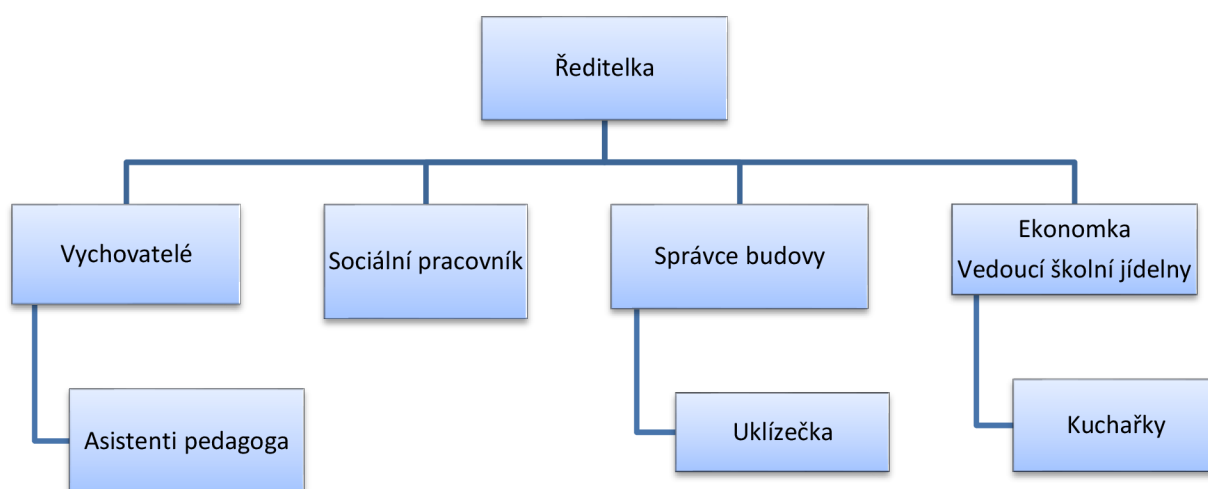 Ředitelka
Vychovatelé
Sociální pracovník
Správce budovy
Ekonomka
Vedoucí školní jídelny
Asistenti pedagoga
Uklízečka
Kuchařky